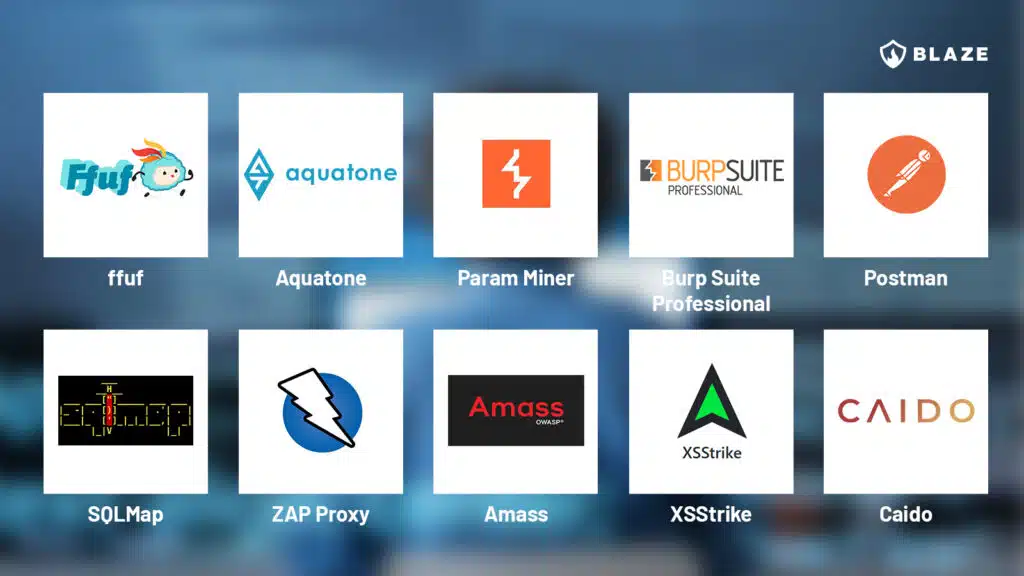 BLAZE
Ffuf
aquatone
BURPSUITE
PROFESSIONAL
ffuf
Aquatone
Param Miner
Burp Suite
Professional
Postman
Amass
OWASP®
XSStrike
CAIDO
SQLMap
ZAP Proxy
Amass
XSStrike
Caido